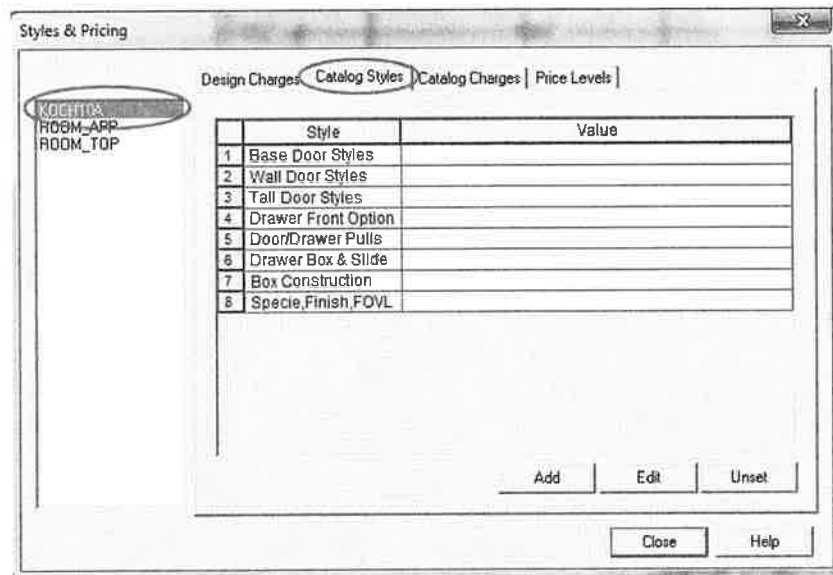 Styles & Pricing
Design Charges Catalog Styles Catalog Charges Price Levels
KOCH10A
ROOM_APP
ROOM_TOP
Style Value
1 Base Door Styles
2 Wall Door Styles
3 Tall Door Styles
4 Drawer Front Option
5 Door/Drawer Pulls
6 Drawer Box & Slide
7 Box Construction
8 Specie,Finish,FOVL
Add Edit Unset
Close Help